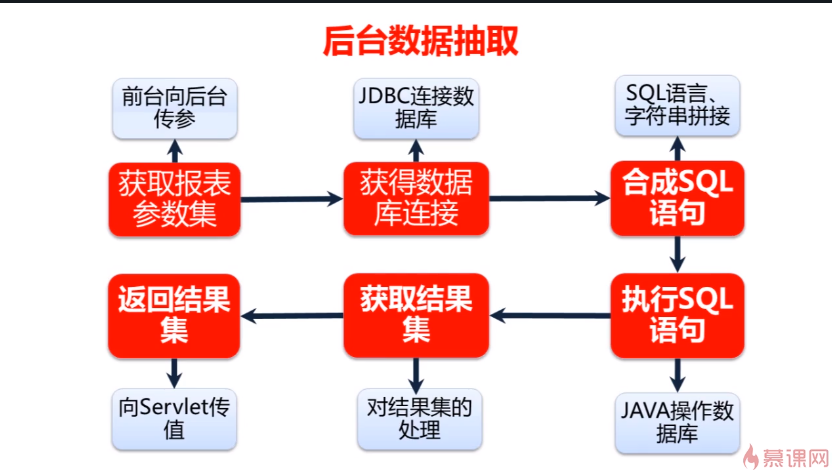 后台数据抽取
前台向后台
传参
JDBC连接数
据库
SQL语言、
字符串拼接
获取报表
参数集
获得数据
库连接
合成SQL
语句
返回结果
集
获取结果
集
执行SQL
语句
向Servlet传
值
对结果集的
处理
JAVA操作数
据库
慕课网